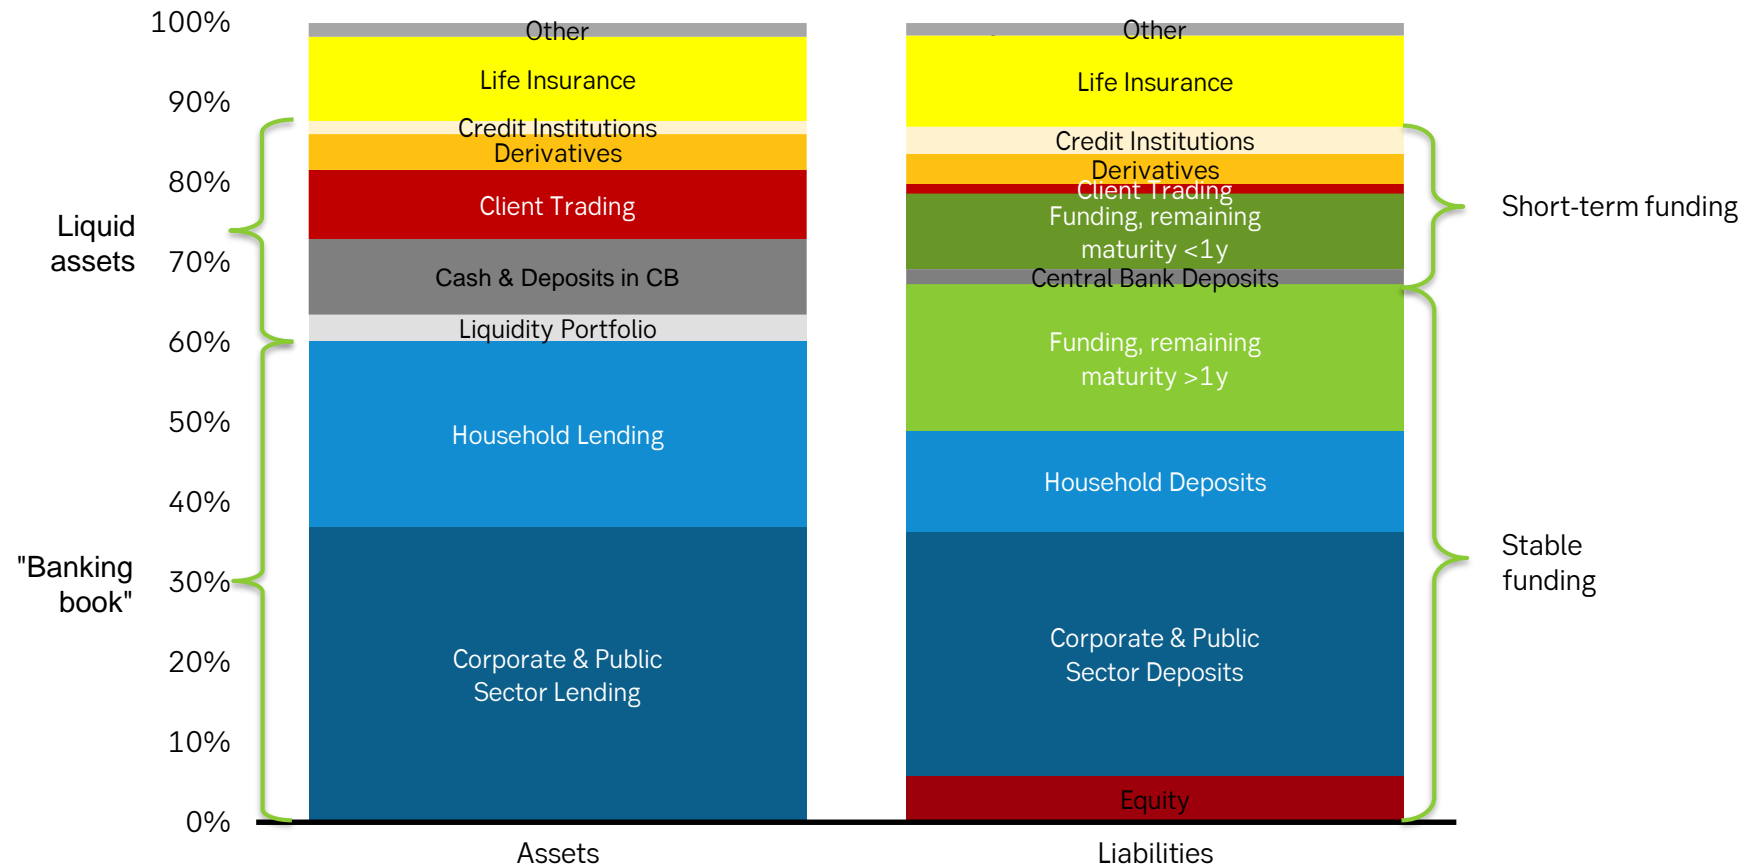 100%
90%
80%
70%
60%
50%
40%
30%
20%
10%
0%
Liquid
assets
"Banking
book"
Other
Life Insurance
Credit Institutions
Derivatives
Client Trading
Cash & Deposits in CB
Liquidity Portfolio
Household Lending
Corporate & Public
Sector Lending
Assets
Other
Life Insurance
Credit Institutions
Derivatives
Client Trading
Funding, remaining
maturity <1y
Central Bank Deposits
Funding, remaining
maturity >1y
Household Deposits
Corporate & Public
Sector Deposits
Equity
Liabilities
Short-term funding
Stable
funding